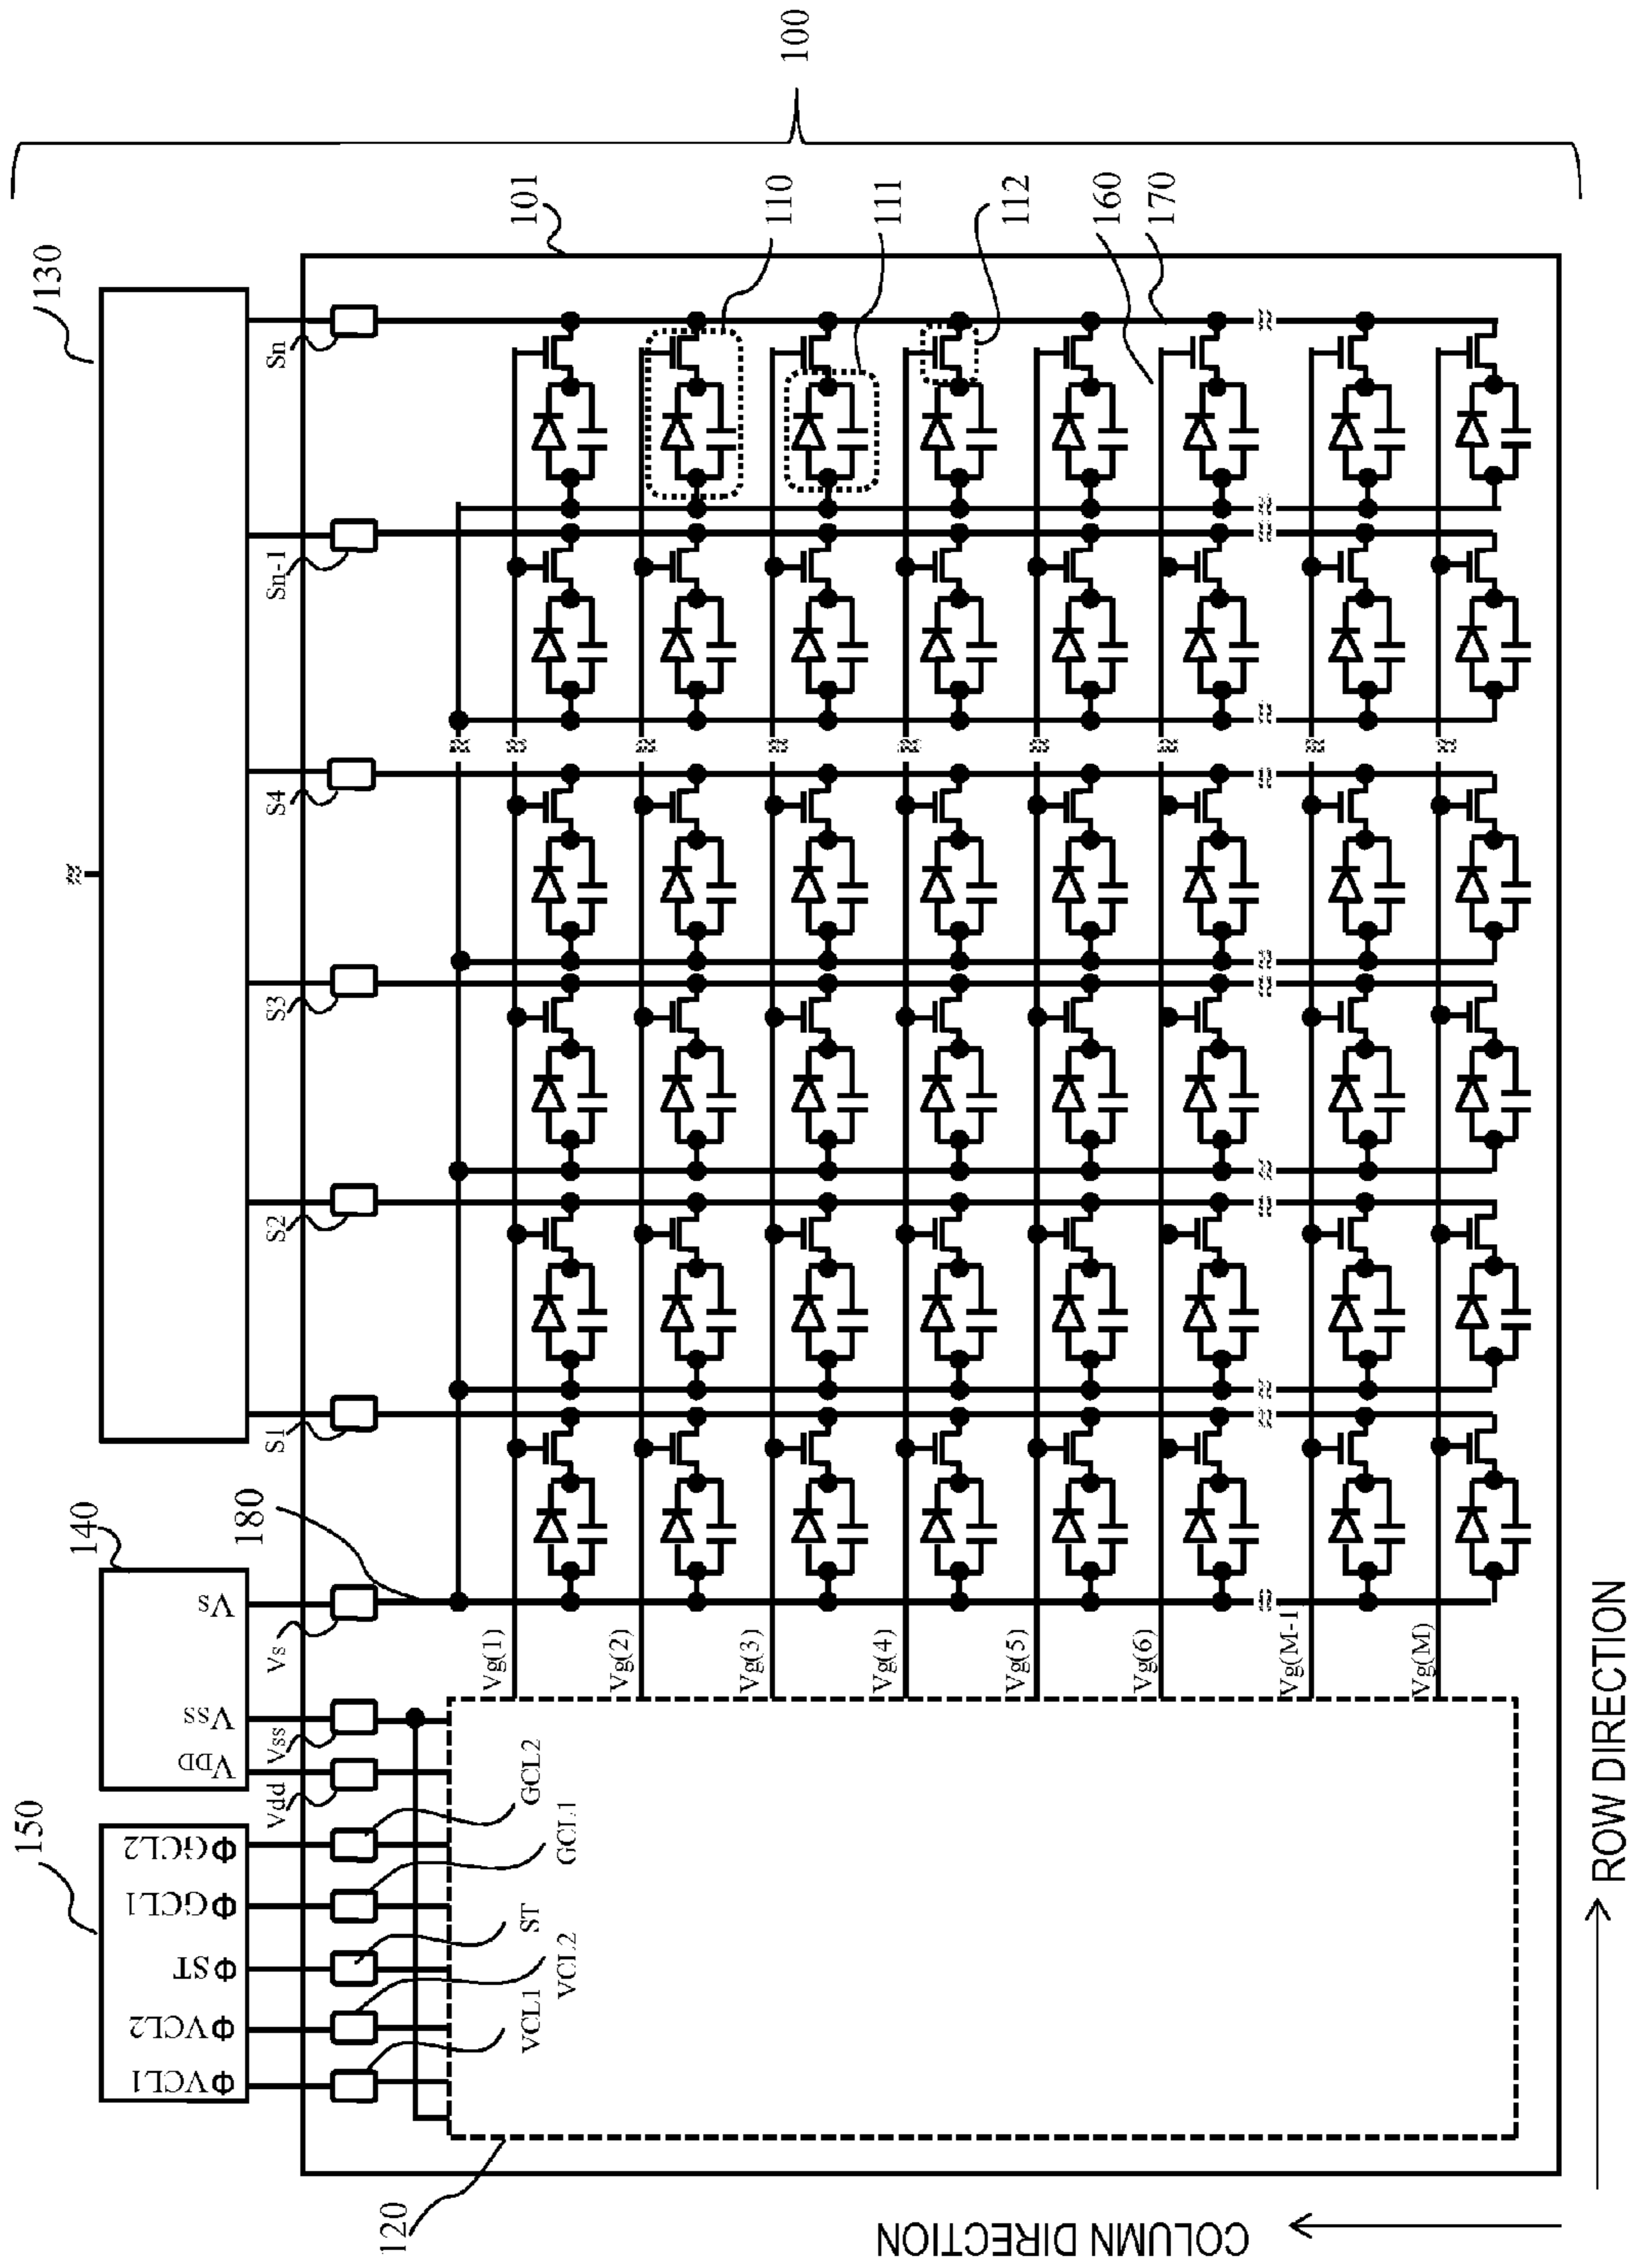 100
130
101
110
111
112
160
170
Sn
Sn-1
S4
S3
S2
S1
140
180
Vs
VSS
VDD
Vs
Vss
Vdd
150
ΦGCL2
ΦGCL1
ΦST
ΦVCL2
ΦVCL1
GCL2
GCL1
ST
VCL2
VCL1
Vg(1)
Vg(2)
Vg(3)
Vg(4)
Vg(5)
Vg(6)
Vg(M-1)
Vg(M)
120
COLUMN DIRECTION
ROW DIRECTION